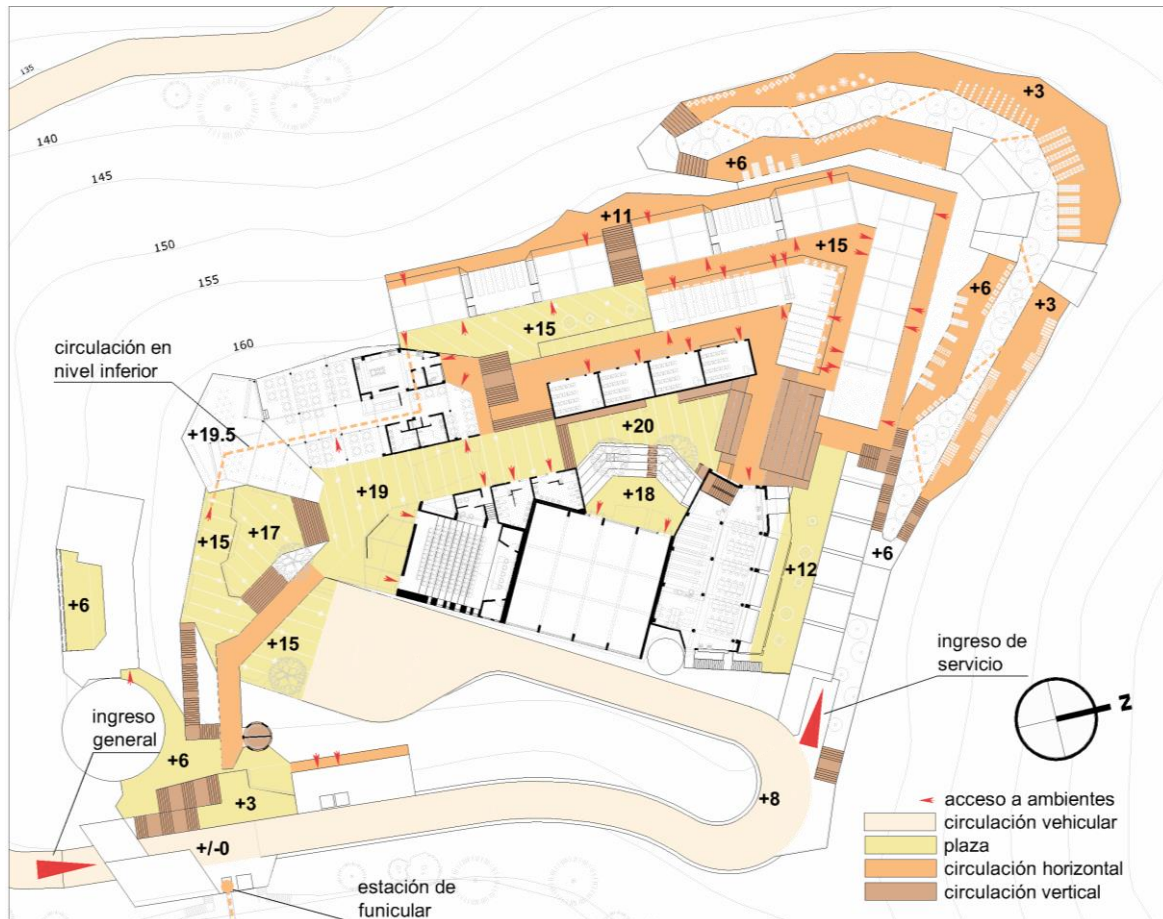 135
140
145
150
155
160
+3
+6
+11
+15
+6
+3
+15
circulación en
nivel inferior
+19.5
+20
+19
+18
+17
+15
+12
+6
+6
+15
ingreso de
servicio
ingreso
general
N
+6
+3
+8
+/-0
acceso a ambientes
circulación vehicular
plaza
circulación horizontal
circulación vertical
estación de
funicular